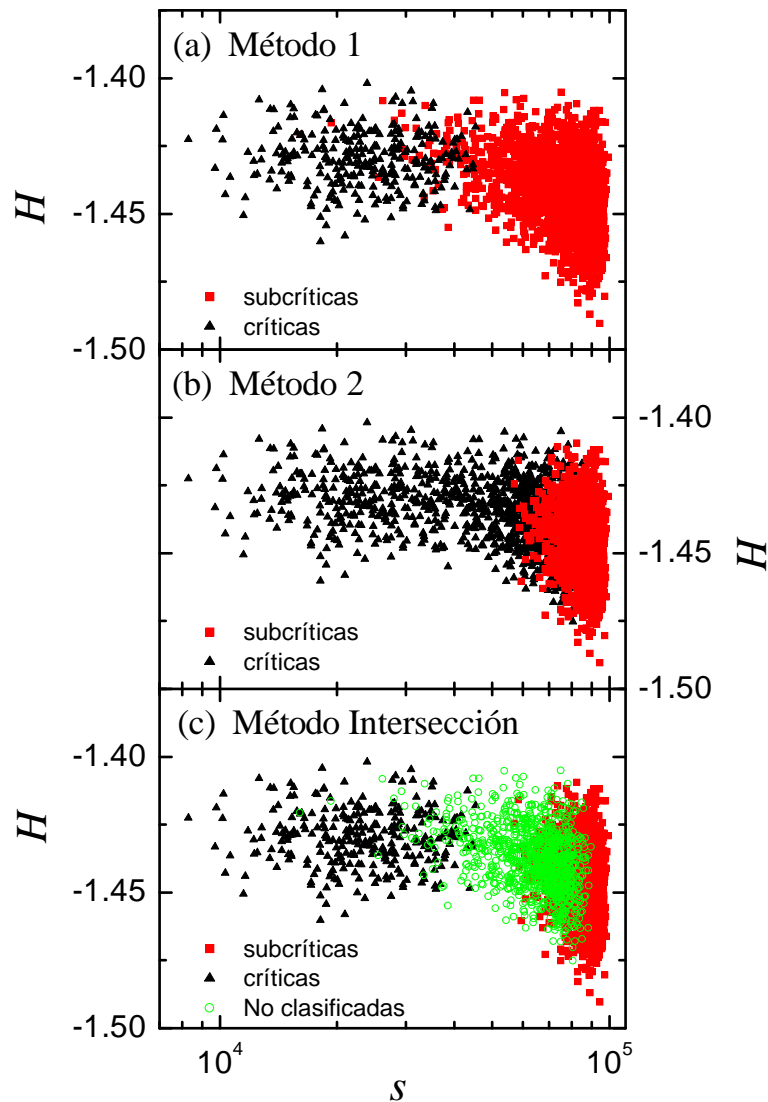 (a) Método 1
-1.40
-1.45
-1.50
H
subcríticas
críticas
(b) Método 2
-1.40
-1.45
-1.50
H
subcríticas
críticas
(c) Método Intersección
-1.40
-1.45
-1.50
H
subcríticas
críticas
No clasificadas
10^4
10^5
s